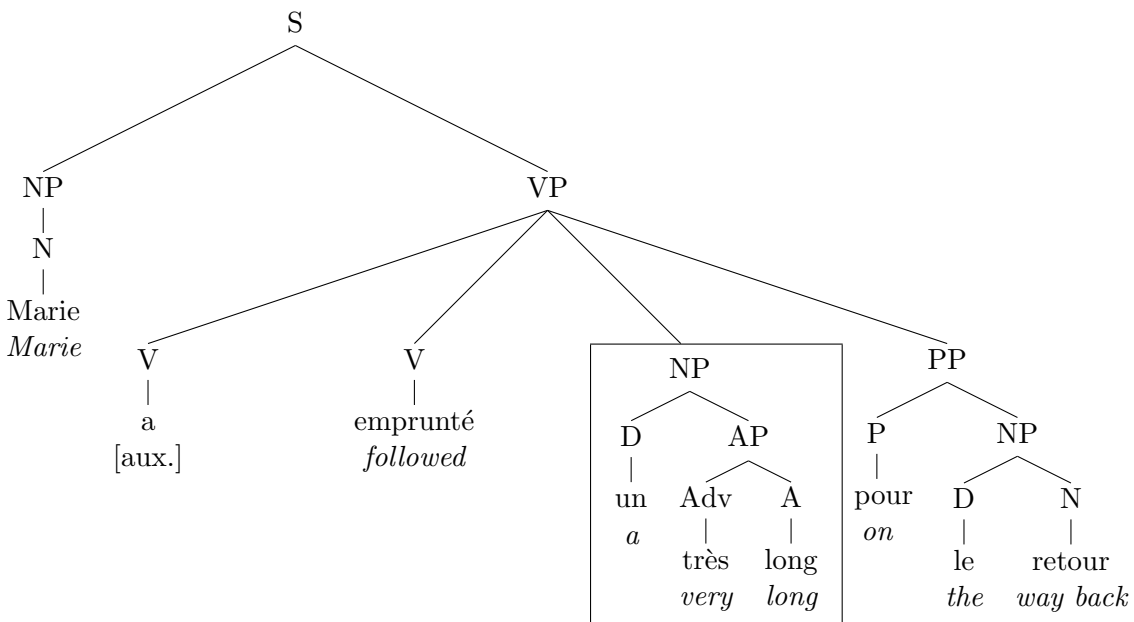 S
NP VP
N
Marie
Marie
V V NP PP
a emprunté D AP P NP
[aux.] followed
un Adv A pour D N
a on
très long le retour
very long the way back